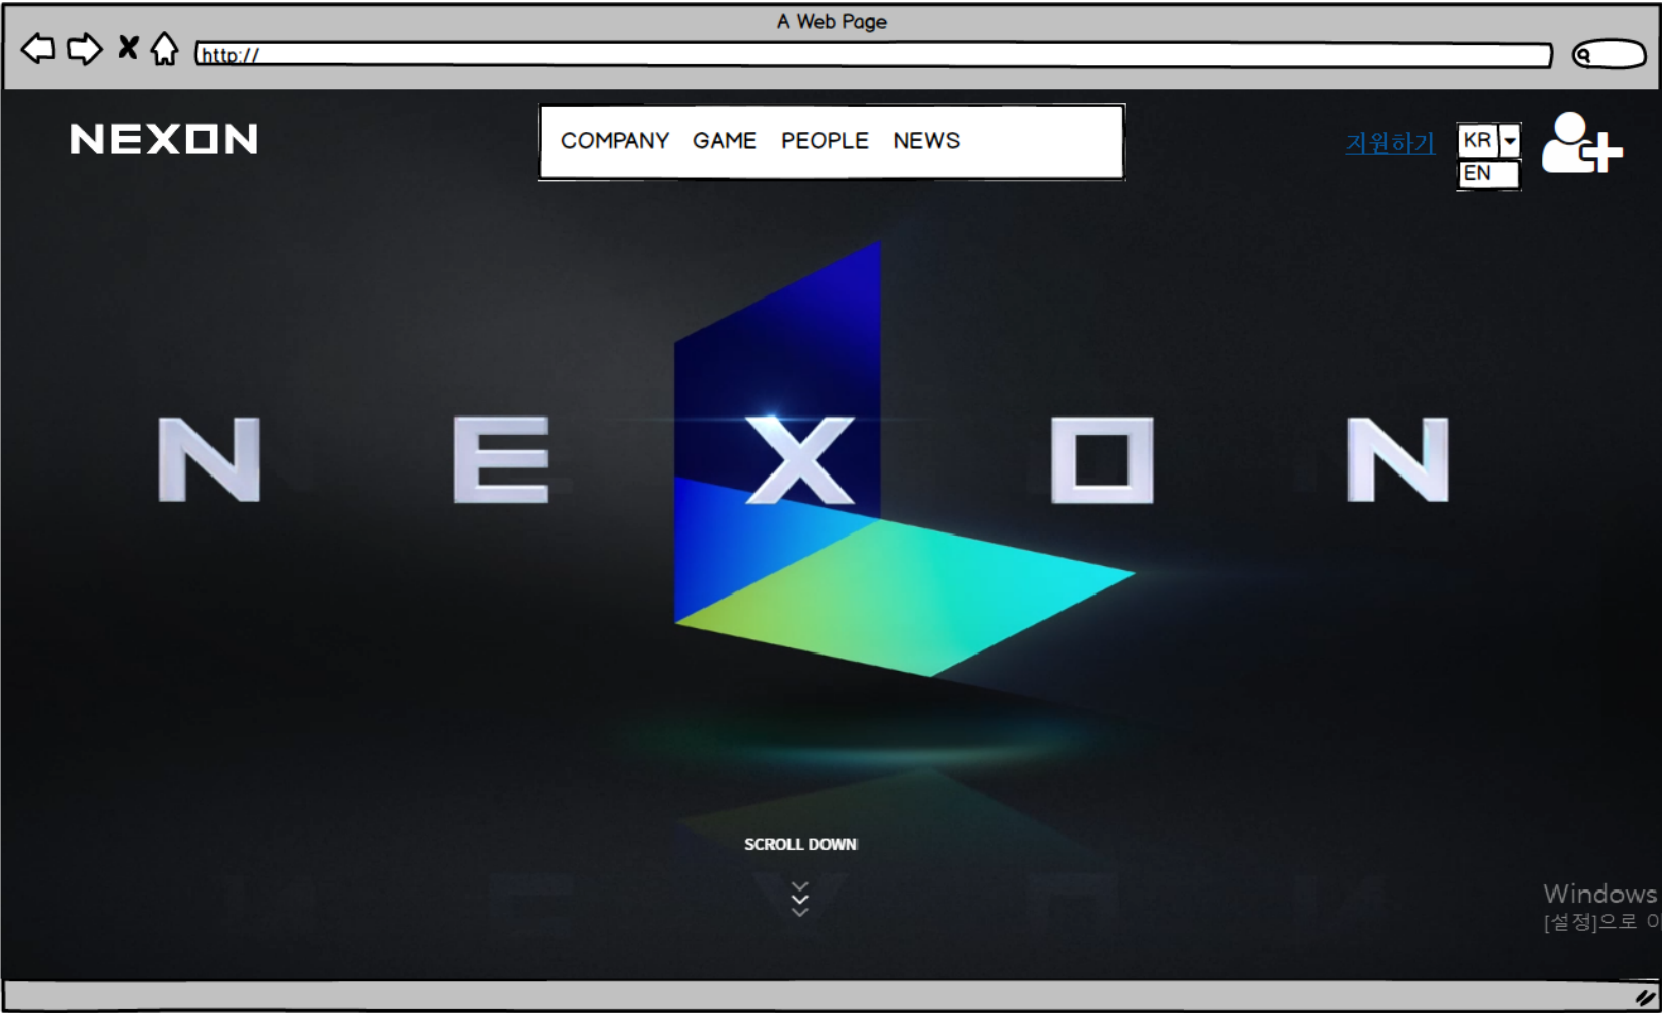 A Web Page
http://
NEXON
COMPANY GAME PEOPLE NEWS
지원하기
KR
EN
N E X O N
SCROLL DOWN
Windows
[설정]으로